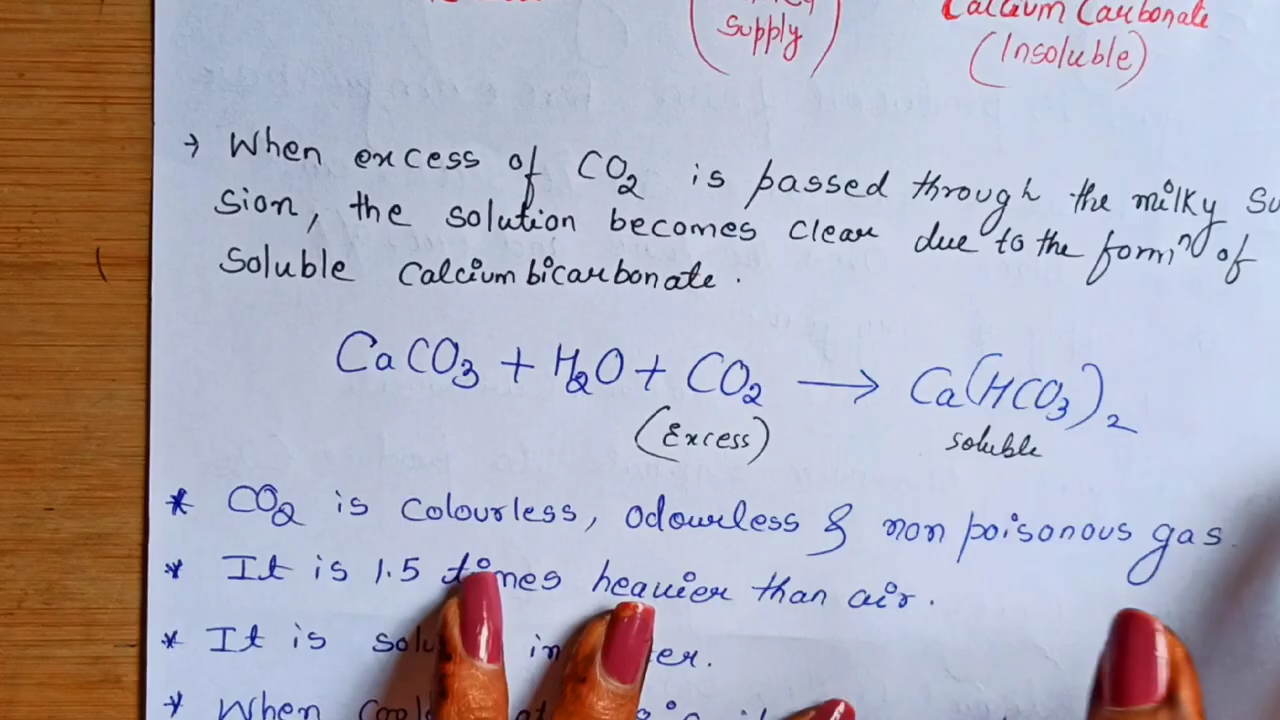 Supply)
Calcium Carbonate
(Insoluble)
→ When excess of CO₂ is passed through the milky Su
sion, the solution becomes clear due to the formⁿ of
Soluble Calcium bicarbonate.
CaCO₃ + H₂O + CO₂ → Ca(HCO₃)₂
(Excess) soluble
* CO₂ is colourless, odourless & non poisonous gas.
* It is 1.5 times heavier than air.
* It is in
* When